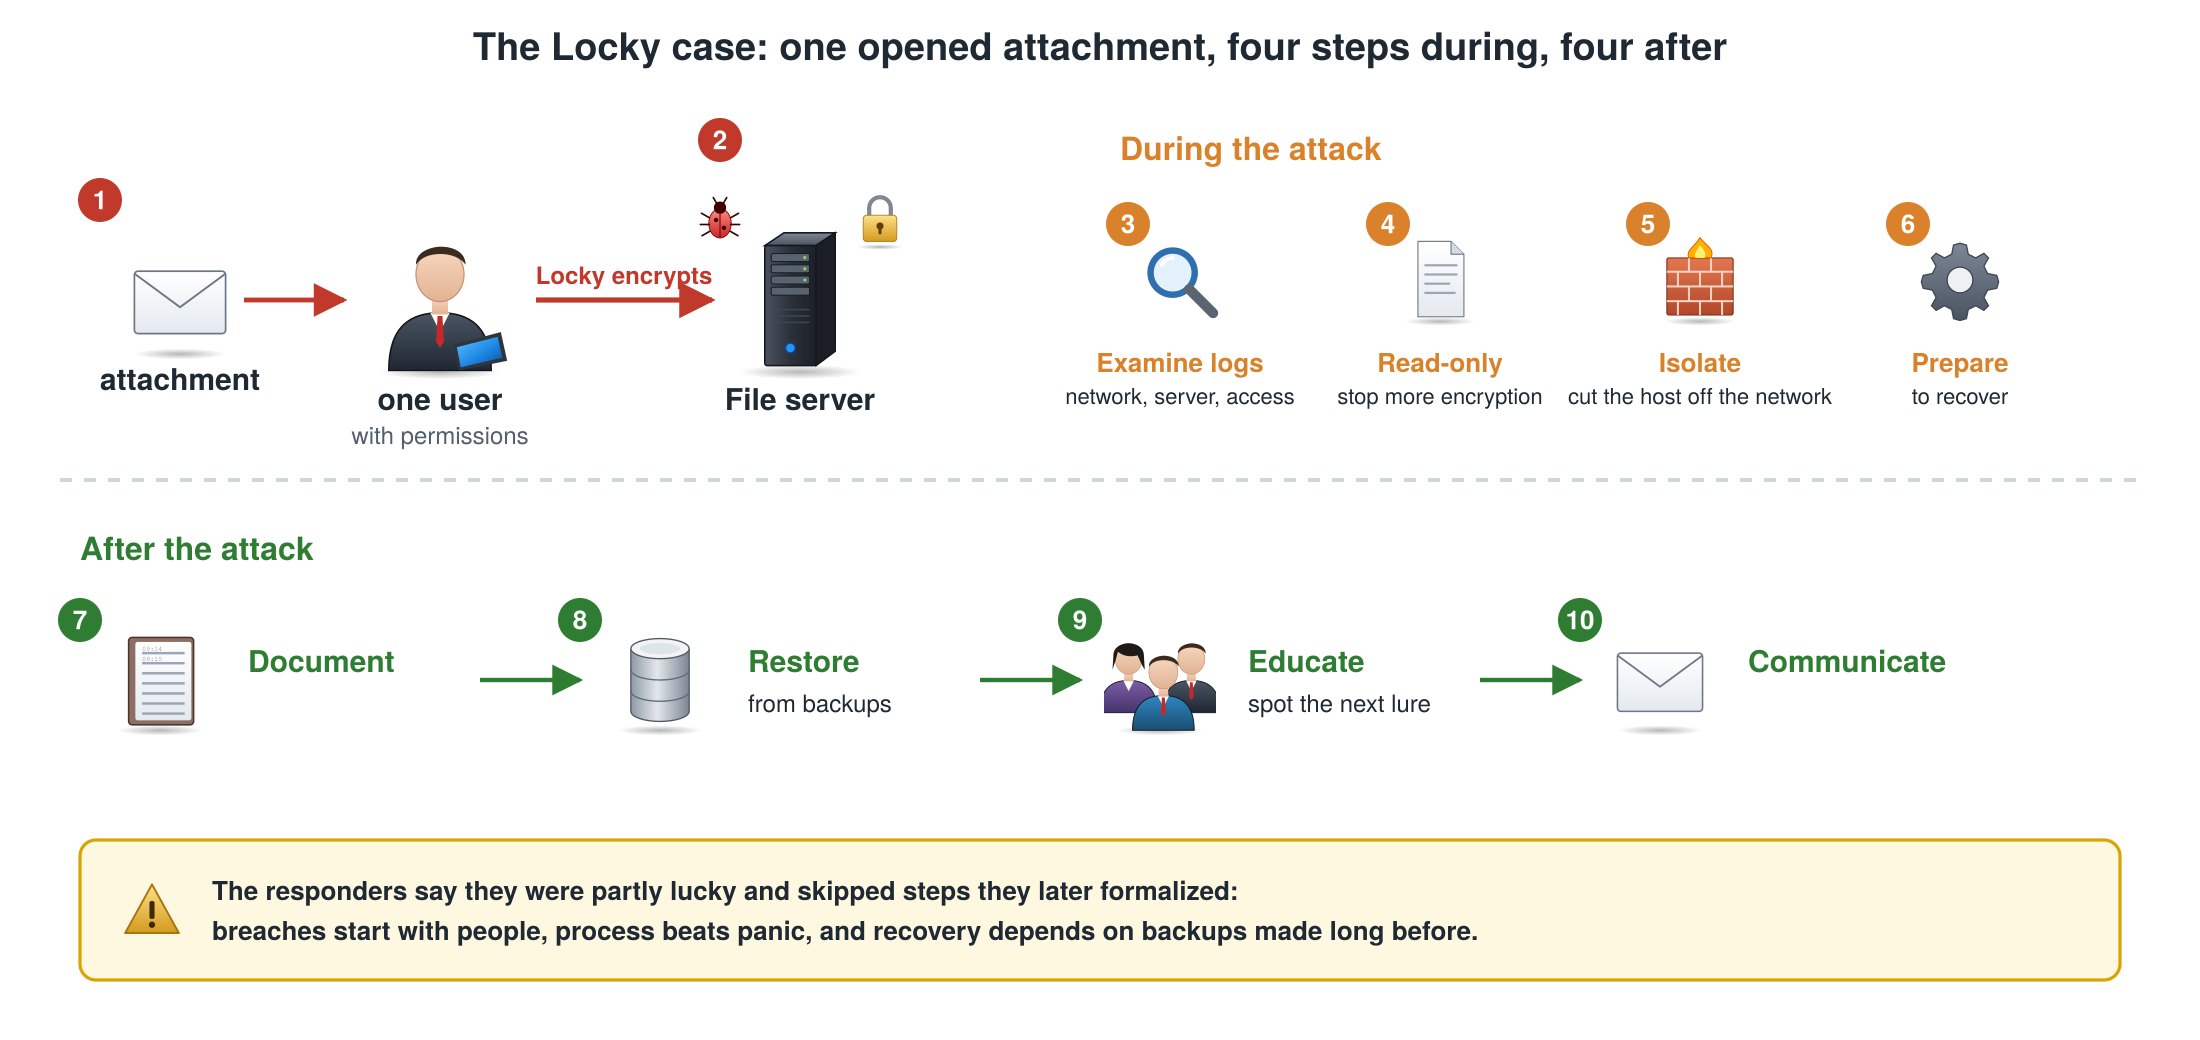 The Locky case: one opened attachment, four steps during, four after
1
attachment
one user
with permissions
Locky encrypts
2
File server
During the attack
3
Examine logs
network, server, access
4
Read-only
stop more encryption
5
Isolate
cut the host off the network
6
Prepare
to recover
After the attack
7
09:14
09:15
Document
8
Restore
from backups
9
Educate
spot the next lure
10
Communicate
The responders say they were partly lucky and skipped steps they later formalized:
breaches start with people, process beats panic, and recovery depends on backups made long before.